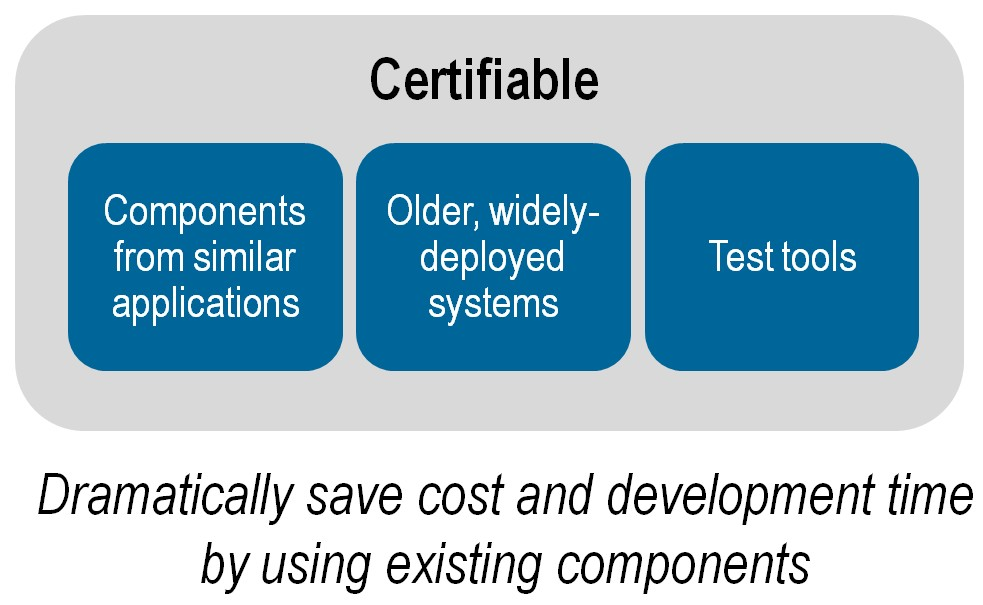 Certifiable
Components
from similar
applications
Older, widely-
deployed
systems
Test tools
Dramatically save cost and development time
by using existing components